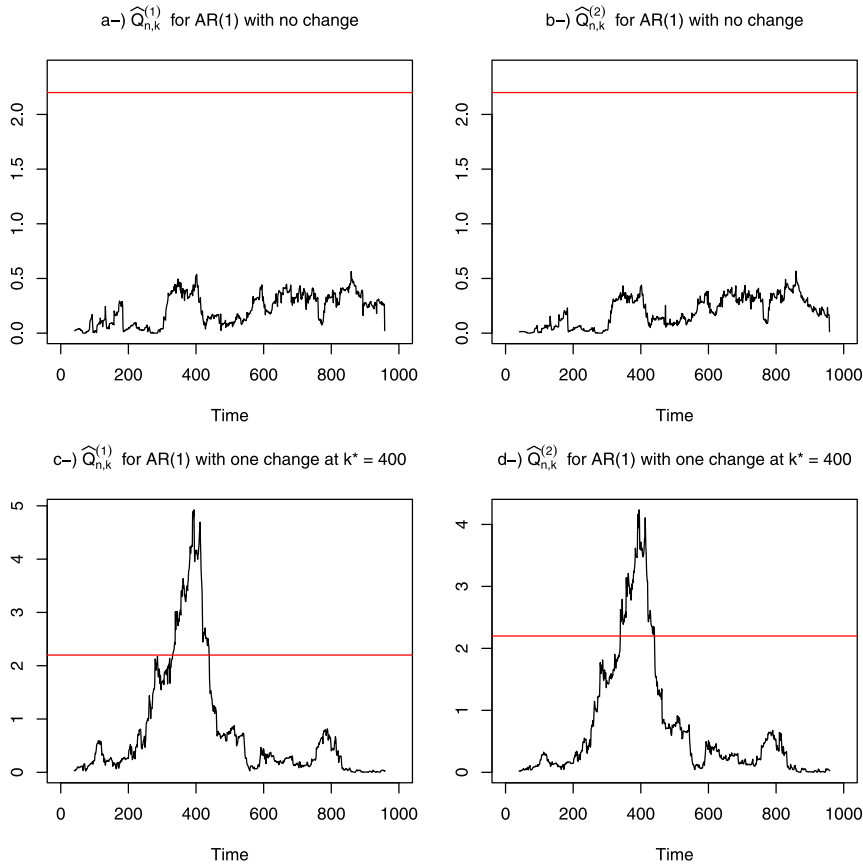 a–) Q̂(1)n,k for AR(1) with no change
0.0 0.5 1.0 1.5 2.0
0 200 400 600 800 1000
Time
b–) Q̂(2)n,k for AR(1) with no change
0.0 0.5 1.0 1.5 2.0
0 200 400 600 800 1000
Time
c–) Q̂(1)n,k for AR(1) with one change at k* = 400
0 1 2 3 4 5
0 200 400 600 800 1000
Time
d–) Q̂(2)n,k for AR(1) with one change at k* = 400
0 1 2 3 4
0 200 400 600 800 1000
Time